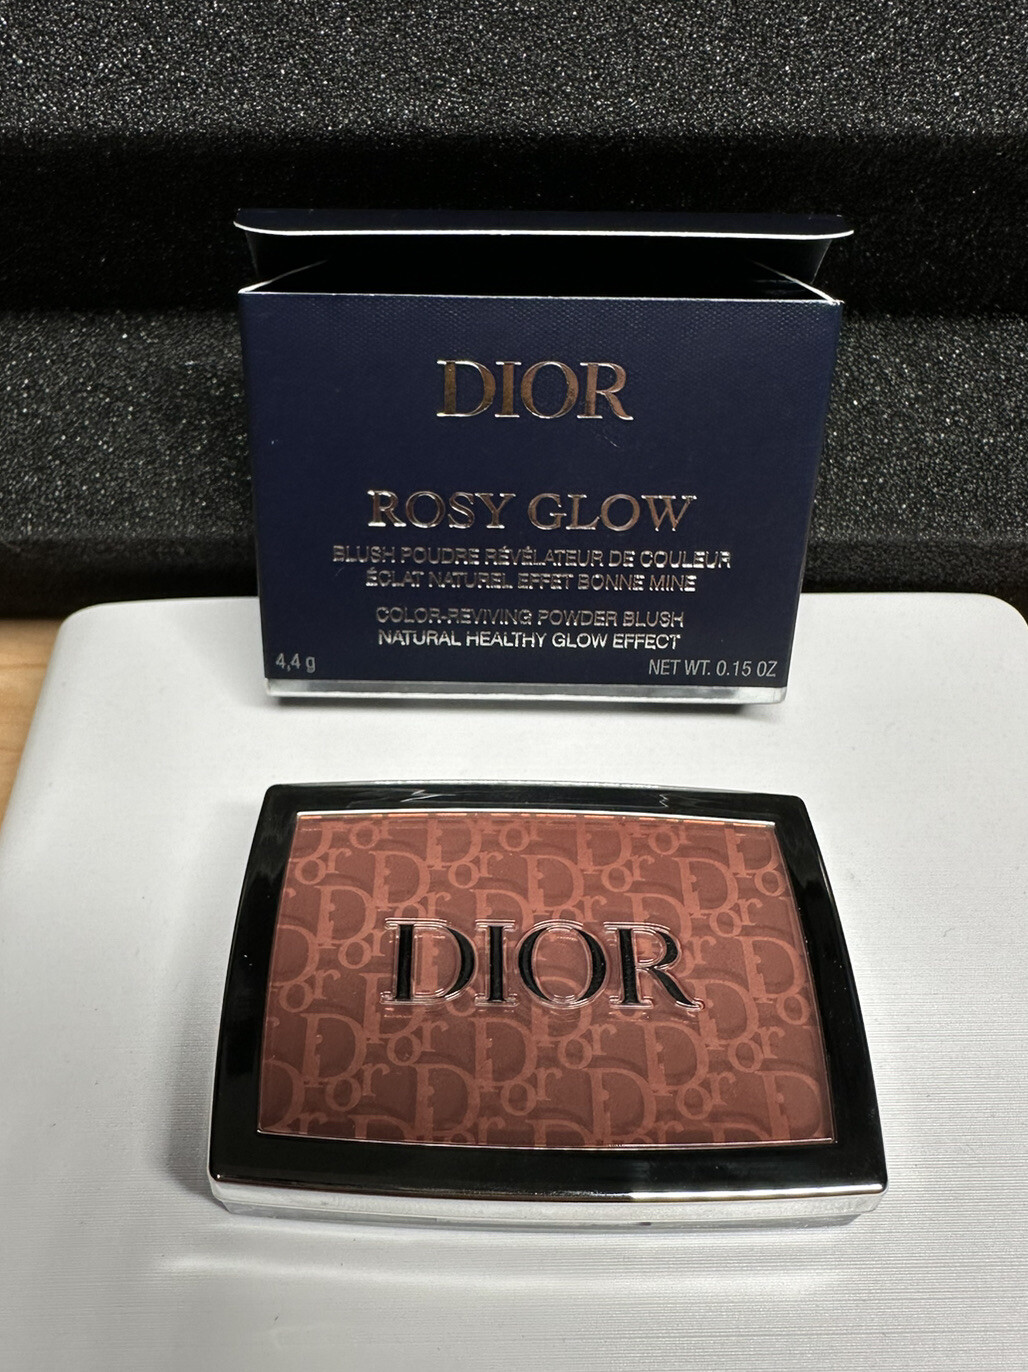 DIOR
ROSY GLOW
BLUSH POUDRE RÉVÉLATEUR DE COULEUR
ÉCLAT NATUREL EFFET BONNE MINE
COLOR-REVIVING POWDER BLUSH
NATURAL HEALTHY GLOW EFFECT
4,4 g NET WT. 0.15 OZ
DIOR